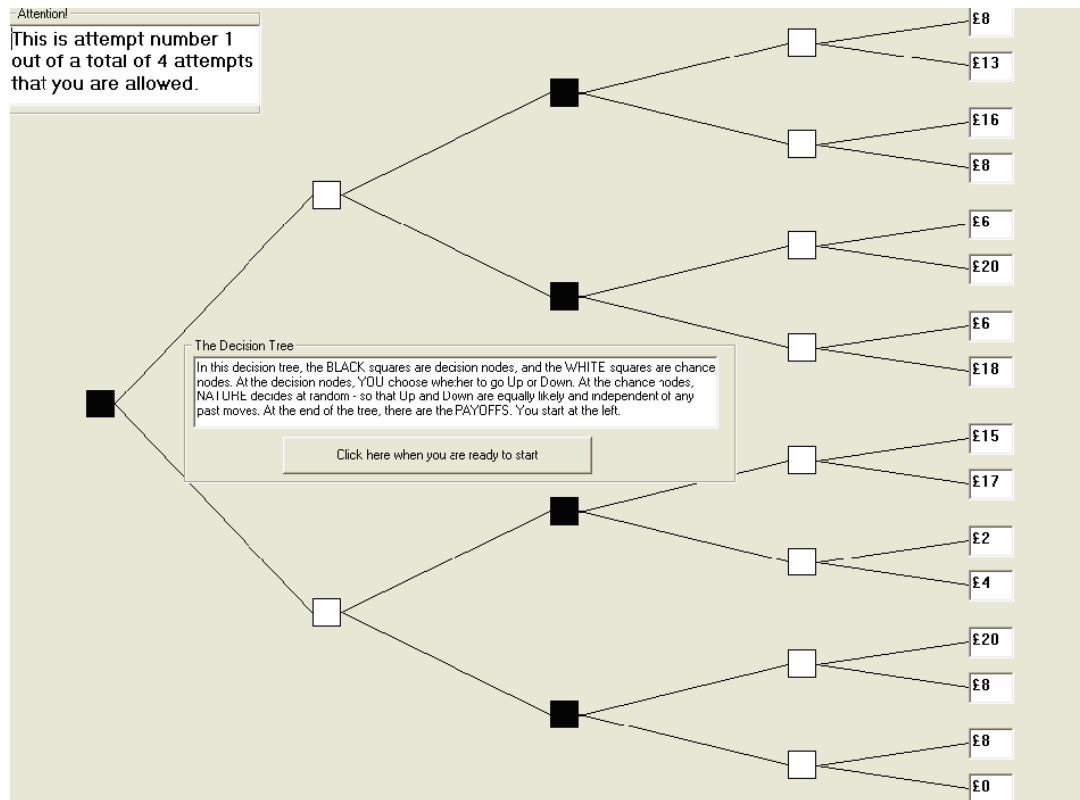 Attention!
This is attempt number 1
out of a total of 4 attempts
that you are allowed.
£8
£13
£16
£8
£6
£20
£6
£18
The Decision Tree
In this decision tree, the BLACK squares are decision nodes, and the WHITE squares are chance
nodes. At the decision nodes, YOU choose whether to go Up or Down. At the chance nodes,
NATURE decides at random - so that Up and Down are equally likely and independent of any
past moves. At the end of the tree, there are the PAYOFFS. You start at the left.
Click here when you are ready to start
£15
£17
£2
£4
£20
£8
£8
£0